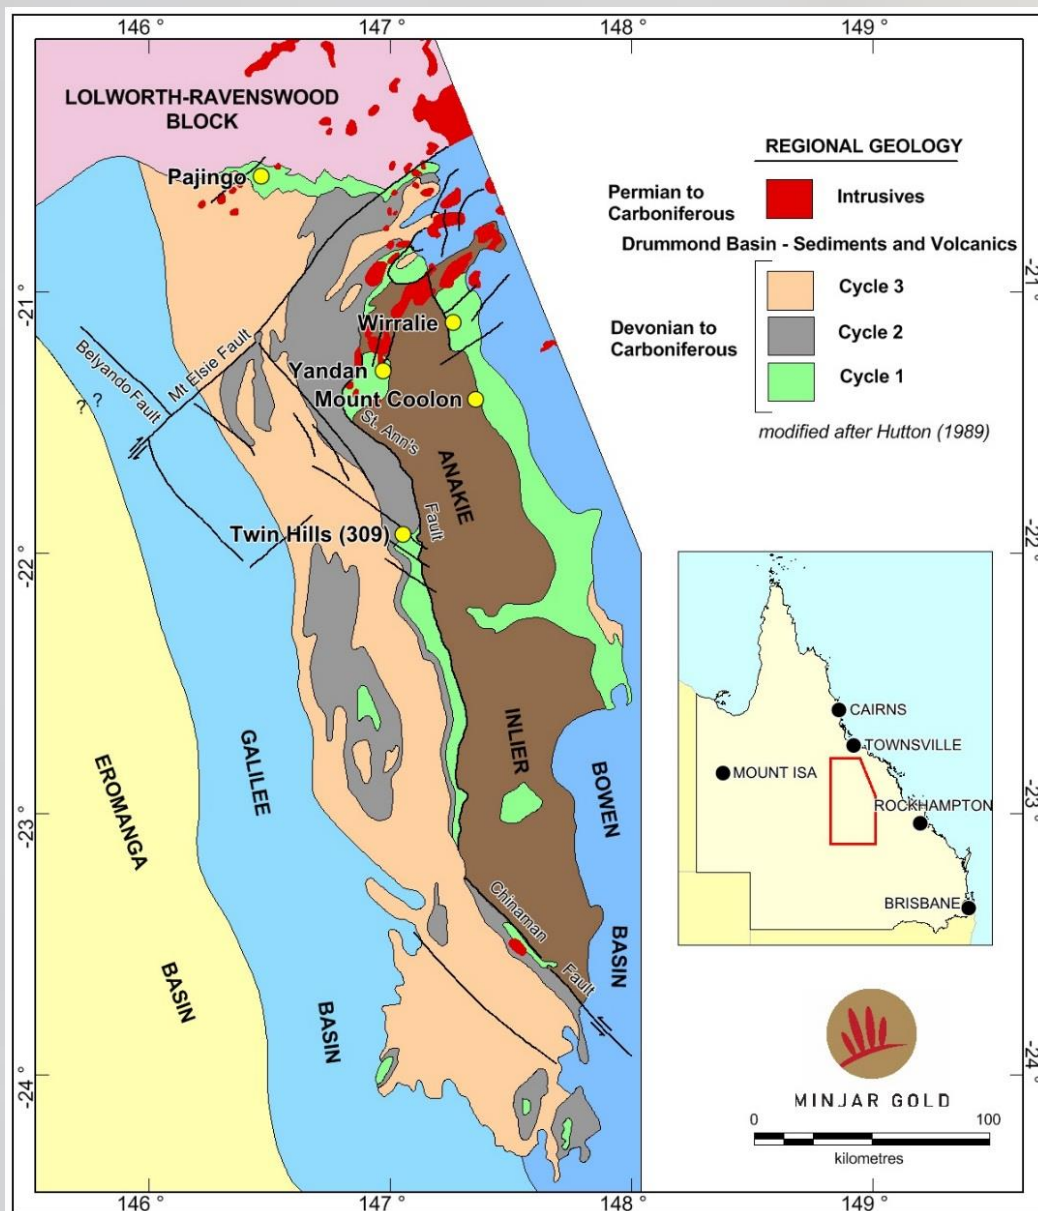 146 °
147 °
148 °
149 °
LOLWORTH-RAVENSWOOD
BLOCK
Pajingo
REGIONAL GEOLOGY
Permian to
Carboniferous
Intrusives
Drummond Basin - Sediments and Volcanics
Devonian to
Carboniferous
Cycle 3
Cycle 2
Cycle 1
modified after Hutton (1989)
-21 °
-21 °
Wirralie
Belyando Fault
Mt Elsie Fault
Yandan
Mount Coolon
? ?
St. Ann's
Fault
ANAKIE
INLIER
Twin Hills (309)
-22 °
-22 °
CAIRNS
TOWNSVILLE
MOUNT ISA
ROCKHAMPTON
BRISBANE
GALILEE
BASIN
EROMANGA
BASIN
BOWEN
BASIN
-23 °
-23 °
Chinaman
Fault
-24 °
-24 °
MINJAR GOLD
0
100
kilometres
146 °
147 °
148 °
149 °